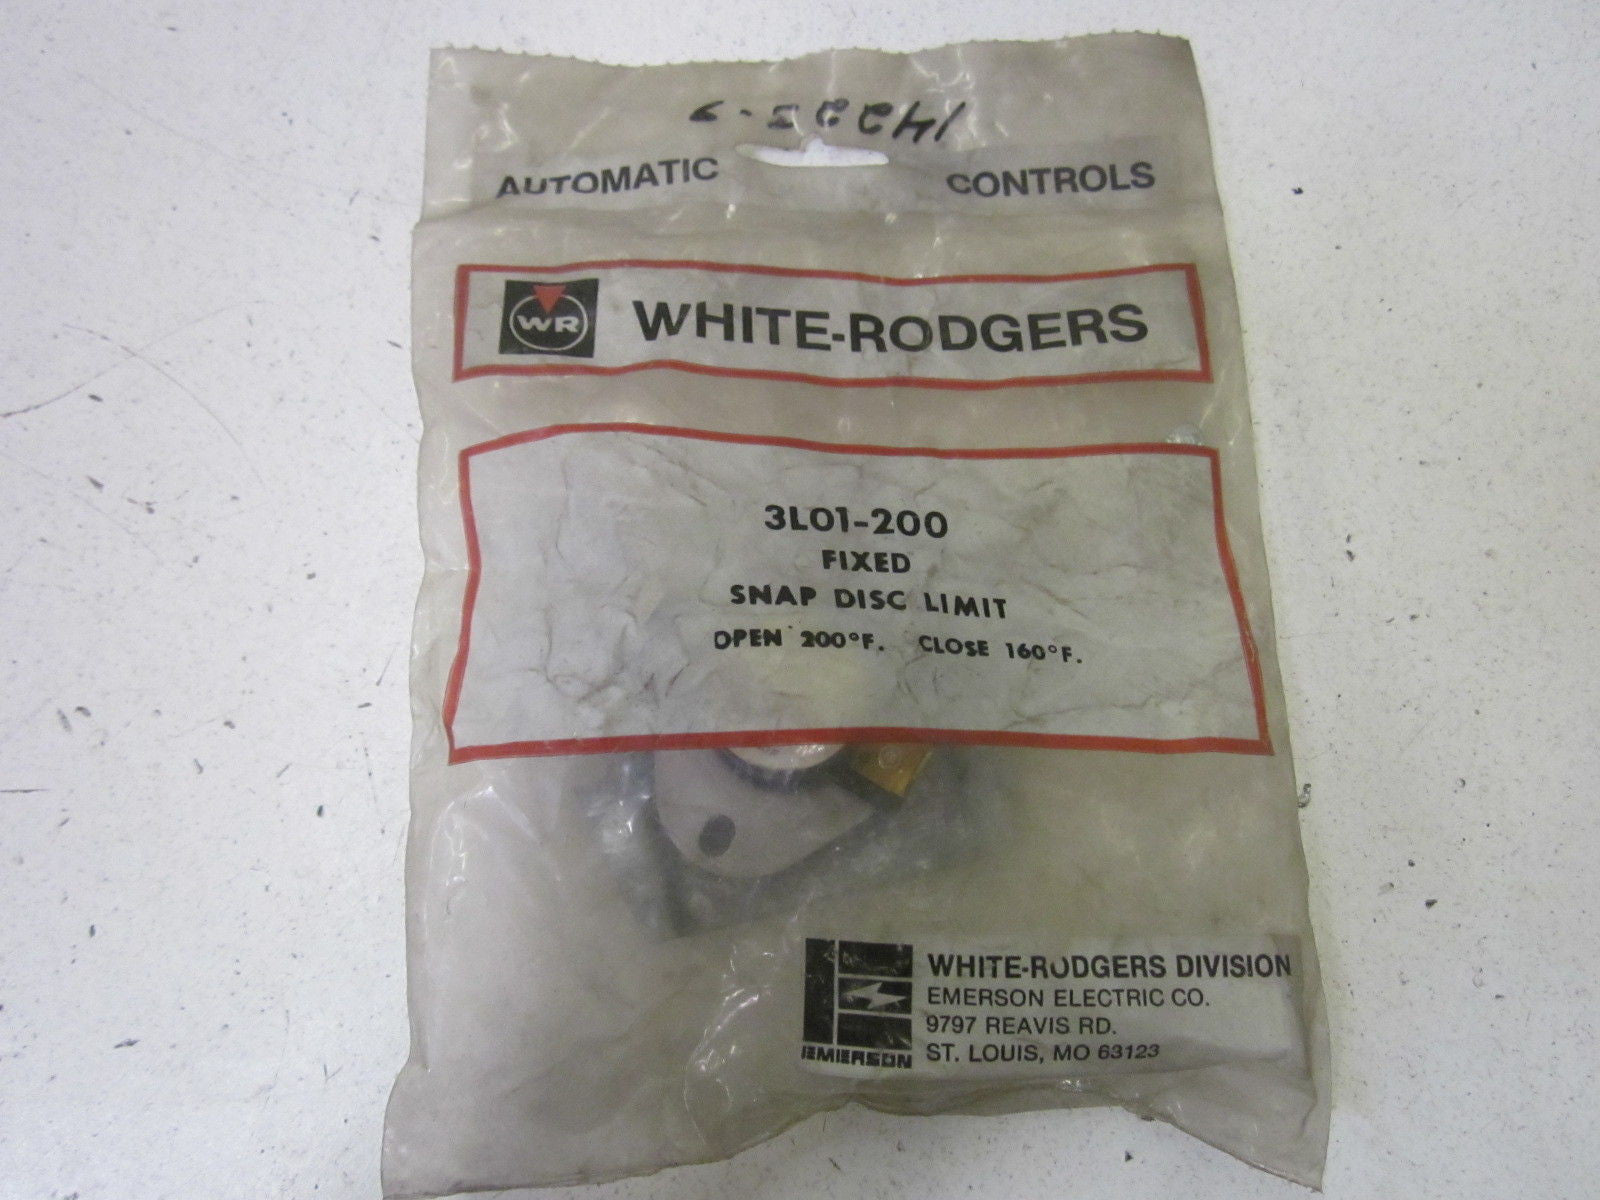 AUTOMATIC CONTROLS
WR
WHITE-RODGERS
3L01-200
FIXED
SNAP DISC LIMIT
OPEN 200°F. CLOSE 160°F.
WHITE-RODGERS DIVISION
EMERSON ELECTRIC CO.
9797 REAVIS RD.
ST. LOUIS, MO 63123
EMERSON